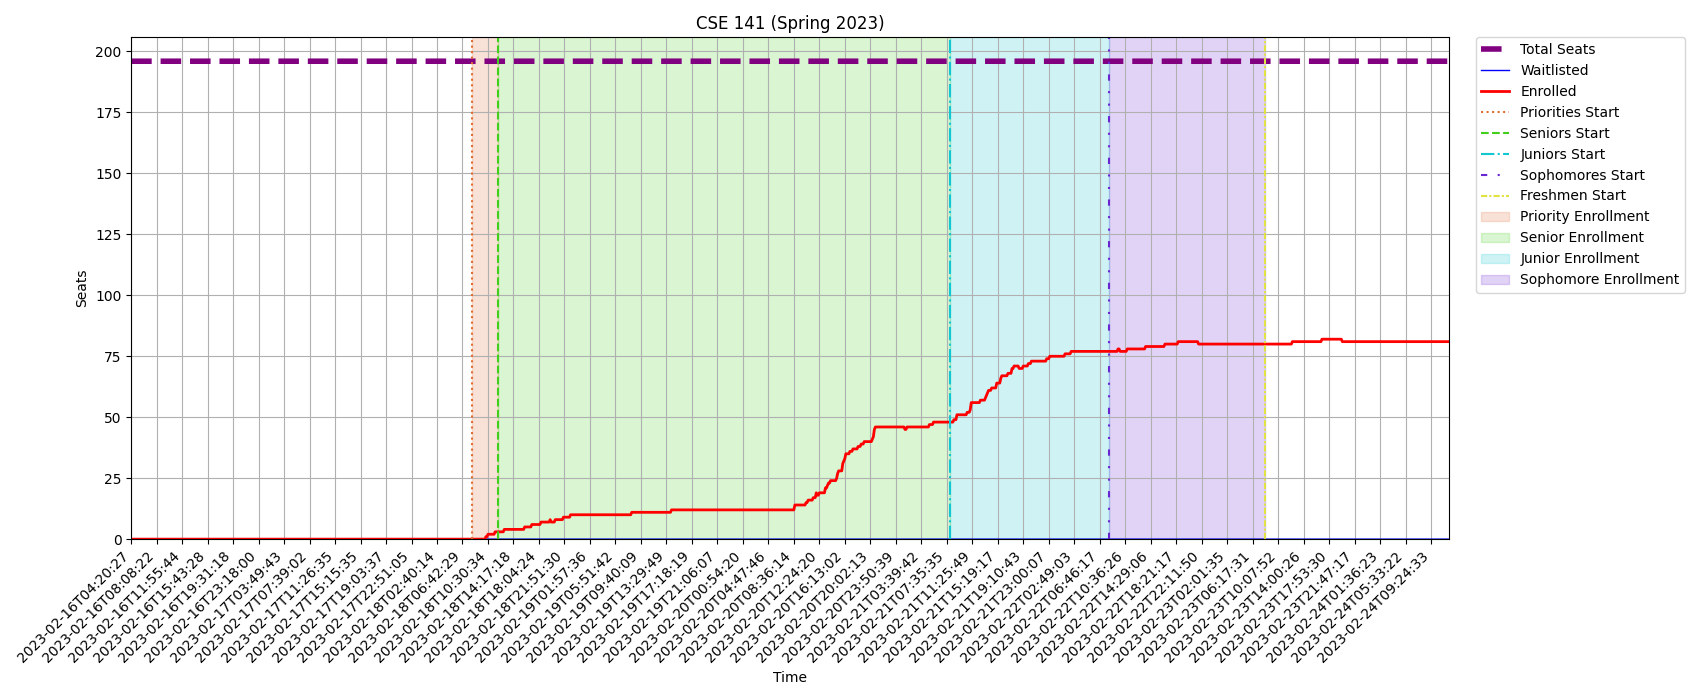 CSE 141 (Spring 2023)
Seats
200
175
150
125
100
75
50
25
0
2023-02-16T04:20:27
2023-02-16T08:08:22
2023-02-16T11:55:44
2023-02-16T15:43:28
2023-02-16T19:31:18
2023-02-16T23:18:00
2023-02-17T03:49:43
2023-02-17T07:39:02
2023-02-17T11:26:35
2023-02-17T15:15:35
2023-02-17T19:03:37
2023-02-17T22:51:05
2023-02-18T02:40:14
2023-02-18T06:42:29
2023-02-18T10:30:34
2023-02-18T14:17:18
2023-02-18T18:04:24
2023-02-18T21:51:30
2023-02-19T01:57:36
2023-02-19T05:51:42
2023-02-19T09:40:09
2023-02-19T13:29:49
2023-02-19T17:18:19
2023-02-19T21:06:07
2023-02-20T00:54:20
2023-02-20T04:47:46
2023-02-20T08:36:14
2023-02-20T12:24:20
2023-02-20T16:13:02
2023-02-20T20:02:13
2023-02-20T23:50:39
2023-02-21T03:39:42
2023-02-21T07:35:35
2023-02-21T11:25:49
2023-02-21T15:19:17
2023-02-21T19:10:43
2023-02-21T23:00:07
2023-02-22T02:49:03
2023-02-22T06:46:17
2023-02-22T10:36:26
2023-02-22T14:29:06
2023-02-22T18:21:17
2023-02-22T22:11:50
2023-02-23T02:01:35
2023-02-23T06:17:31
2023-02-23T10:07:52
2023-02-23T14:00:26
2023-02-23T17:53:30
2023-02-23T21:47:17
2023-02-24T01:36:23
2023-02-24T05:33:22
2023-02-24T09:24:33
Time
Total Seats
Waitlisted
Enrolled
Priorities Start
Seniors Start
Juniors Start
Sophomores Start
Freshmen Start
Priority Enrollment
Senior Enrollment
Junior Enrollment
Sophomore Enrollment